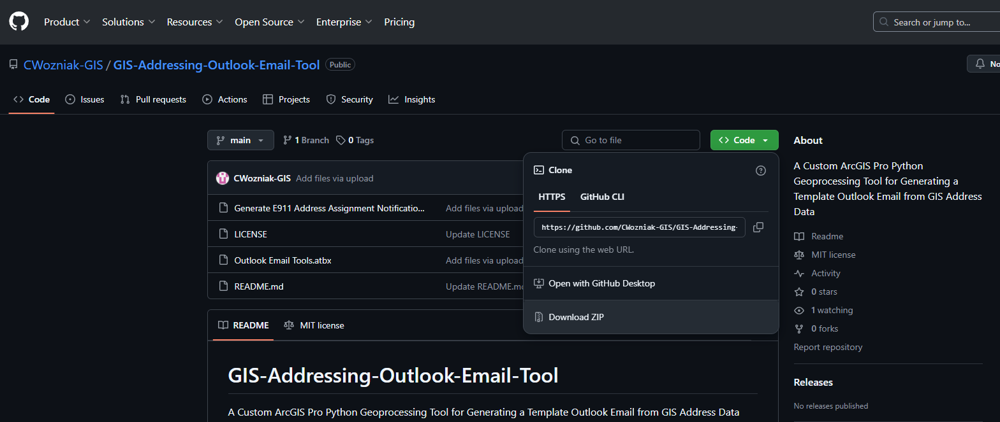 Product Solutions Resources Open Source Enterprise Pricing
Search or jump to...
CWozniak-GIS / GIS-Addressing-Outlook-Email-Tool Public
No
Code Issues Pull requests Actions Projects Security Insights
main 1 Branch 0 Tags
Go to file
Code
CWozniak-GIS Add files via upload
Generate E911 Address Assignment Notificatio... Add files via upload
LICENSE Update LICENSE
Outlook Email Tools.atbx Add files via upload
README.md Update README.md
Clone
HTTPS GitHub CLI
https://github.com/CWozniak-GIS/GIS-Addressing-
Clone using the web URL.
Open with GitHub Desktop
Download ZIP
README MIT license
GIS-Addressing-Outlook-Email-Tool
A Custom ArcGIS Pro Python Geoprocessing Tool for Generating a Template Outlook Email from GIS Address Data
About
A Custom ArcGIS Pro Python
Geoprocessing Tool for Generating a
Template Outlook Email from GIS Address
Data
Readme
MIT license
Activity
0 stars
1 watching
0 forks
Report repository
Releases
No releases published